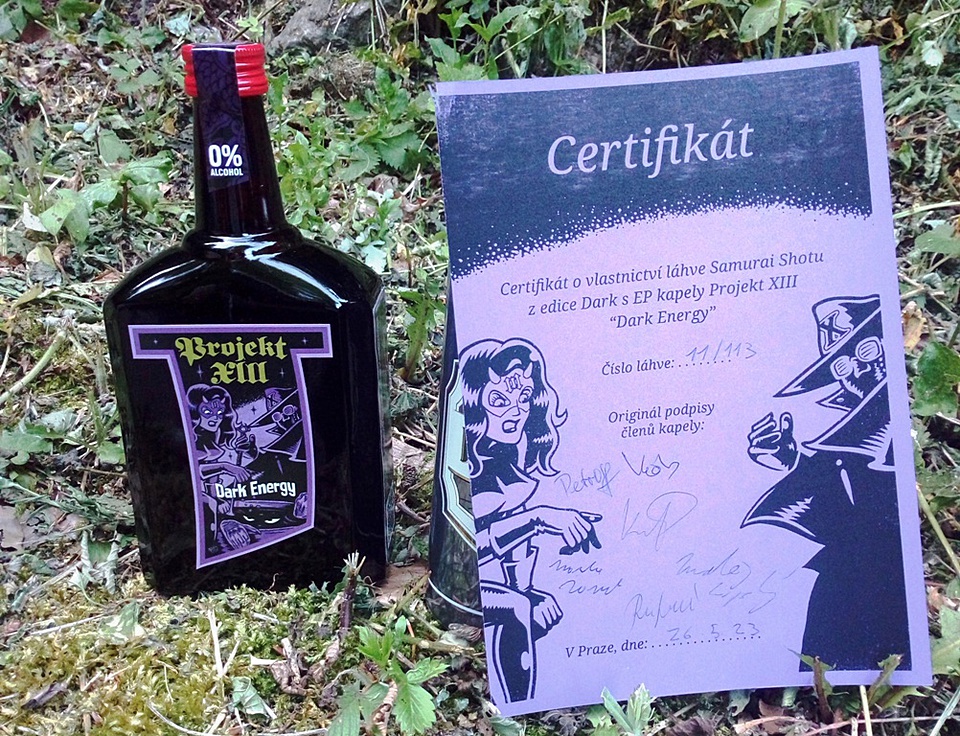 0%
ALCOHOL
Projekt
XIII
Dark Energy
Certifikát
Certifikát o vlastnictví láhve Samurai Shotu
z edice Dark s EP kapely Projekt XIII
“Dark Energy”
Číslo láhve: 11/113
Originál podpisy
členů kapely:
V Praze, dne: 26 5 23